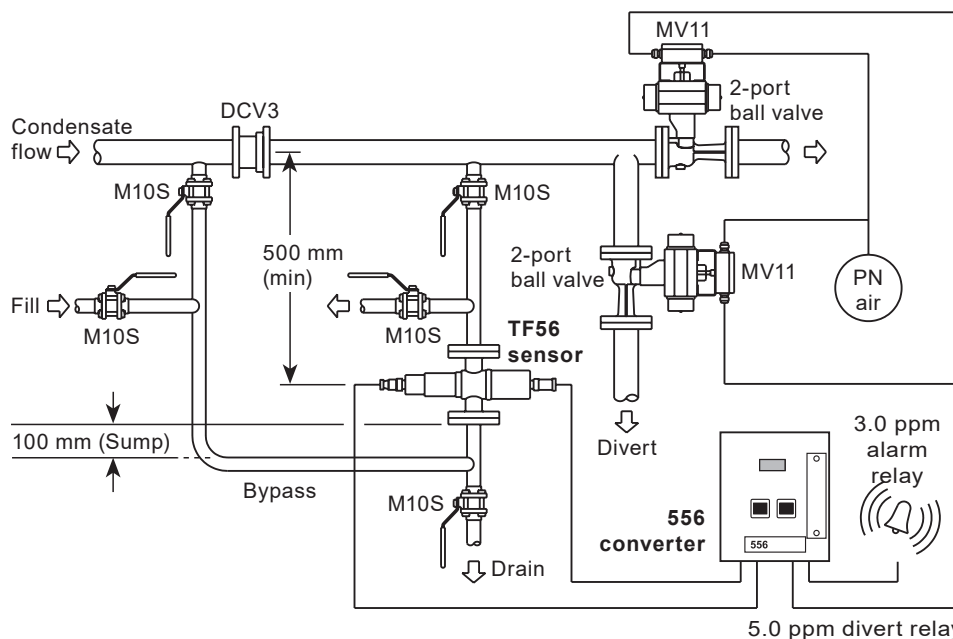 MV11
2-port
ball valve
DCV3
Condensate
flow
M10S
M10S
500 mm
(min)
2-port
ball valve
MV11
PN
air
Fill
M10S
M10S
TF56
sensor
100 mm (Sump)
Divert
3.0 ppm
alarm
relay
Bypass
M10S
556
converter
556
Drain
5.0 ppm divert relay